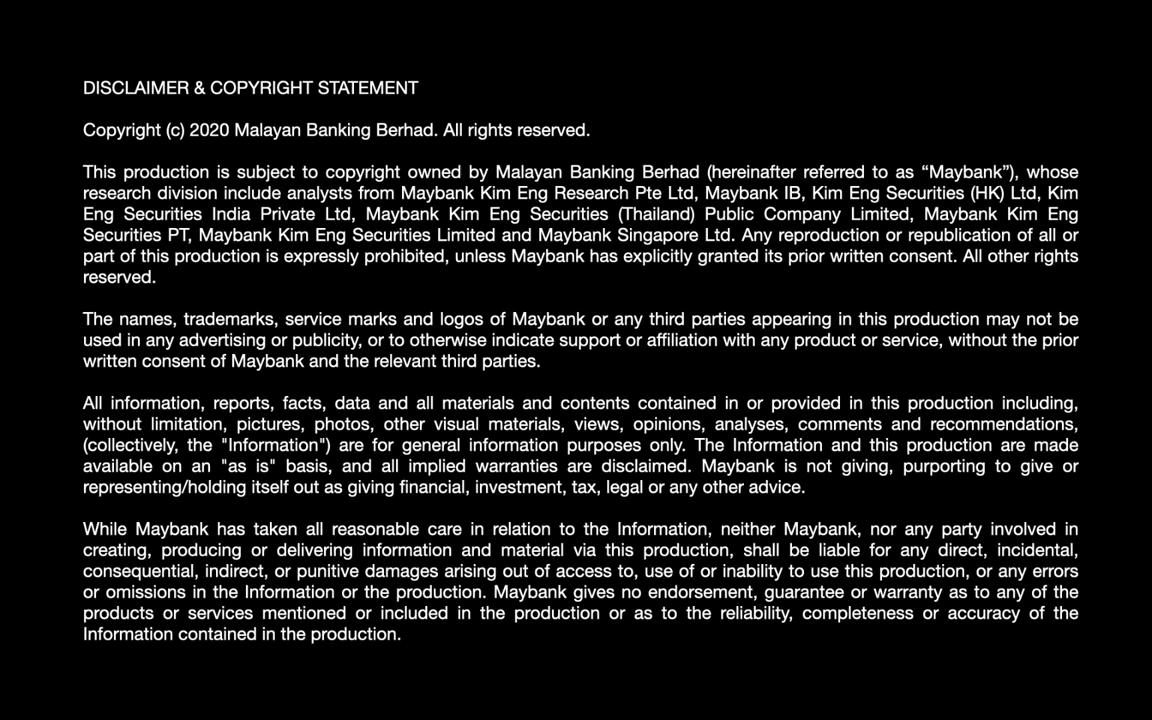 DISCLAIMER & COPYRIGHT STATEMENT
Copyright (c) 2020 Malayan Banking Berhad. All rights reserved.
This production is subject to copyright owned by Malayan Banking Berhad (hereinafter referred to as “Maybank”), whose
research division include analysts from Maybank Kim Eng Research Pte Ltd, Maybank IB, Kim Eng Securities (HK) Ltd, Kim
Eng Securities India Private Ltd, Maybank Kim Eng Securities (Thailand) Public Company Limited, Maybank Kim Eng
Securities PT, Maybank Kim Eng Securities Limited and Maybank Singapore Ltd. Any reproduction or republication of all or
part of this production is expressly prohibited, unless Maybank has explicitly granted its prior written consent. All other rights
reserved.
The names, trademarks, service marks and logos of Maybank or any third parties appearing in this production may not be
used in any advertising or publicity, or to otherwise indicate support or affiliation with any product or service, without the prior
written consent of Maybank and the relevant third parties.
All information, reports, facts, data and all materials and contents contained in or provided in this production including,
without limitation, pictures, photos, other visual materials, views, opinions, analyses, comments and recommendations,
(collectively, the "Information") are for general information purposes only. The Information and this production are made
available on an "as is" basis, and all implied warranties are disclaimed. Maybank is not giving, purporting to give or
representing/holding itself out as giving financial, investment, tax, legal or any other advice.
While Maybank has taken all reasonable care in relation to the Information, neither Maybank, nor any party involved in
creating, producing or delivering information and material via this production, shall be liable for any direct, incidental,
consequential, indirect, or punitive damages arising out of access to, use of or inability to use this production, or any errors
or omissions in the Information or the production. Maybank gives no endorsement, guarantee or warranty as to any of the
products or services mentioned or included in the production or as to the reliability, completeness or accuracy of the
Information contained in the production.